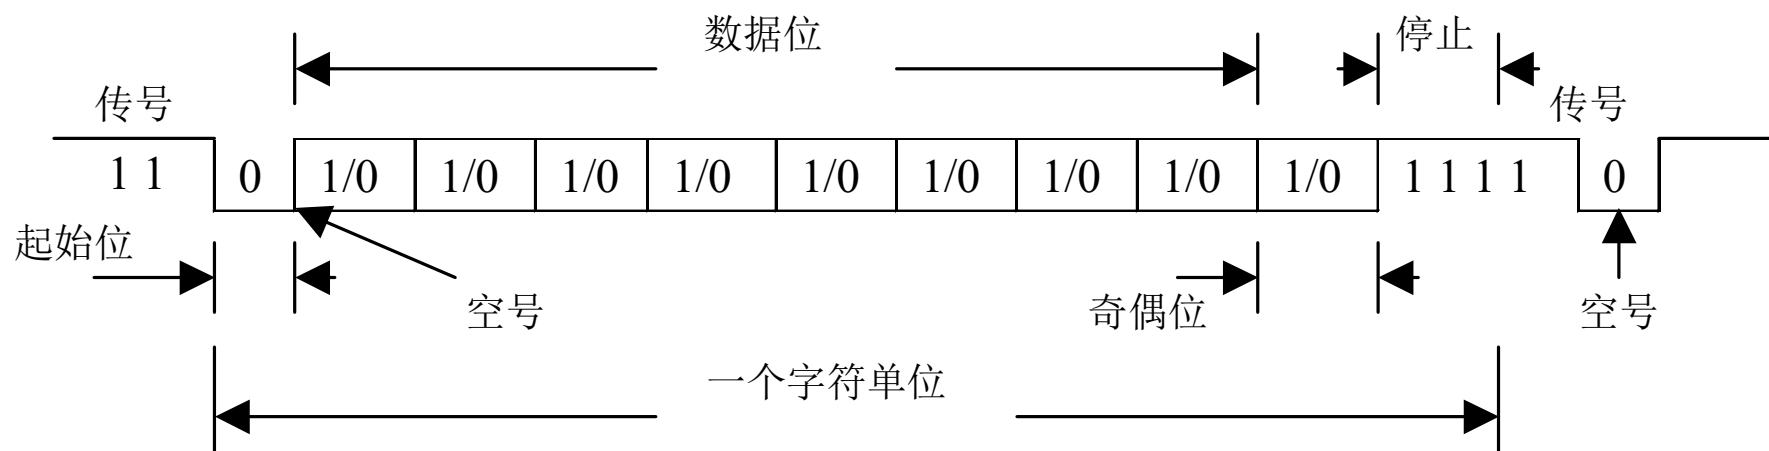 数据位 停止
传号 传号
1 1 0 1/0 1/0 1/0 1/0 1/0 1/0 1/0 1/0 1/0 1 1 1 1 0
起始位
空号 奇偶位 空号
一个字符单位